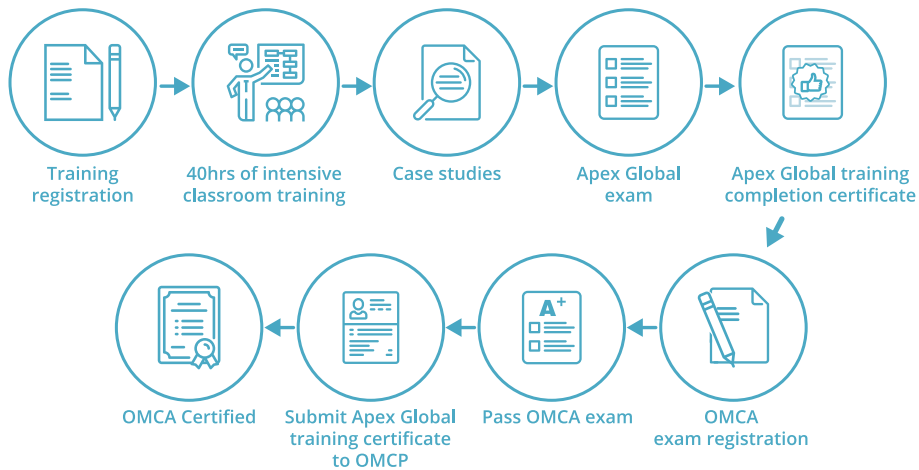 Training
registration
40hrs of intensive
classroom training
Case studies
Apex Global
exam
Apex Global training
completion certificate
OMCA
exam registration
A+
Pass OMCA exam
Submit Apex Global
training certificate
to OMCP
OMCA Certified